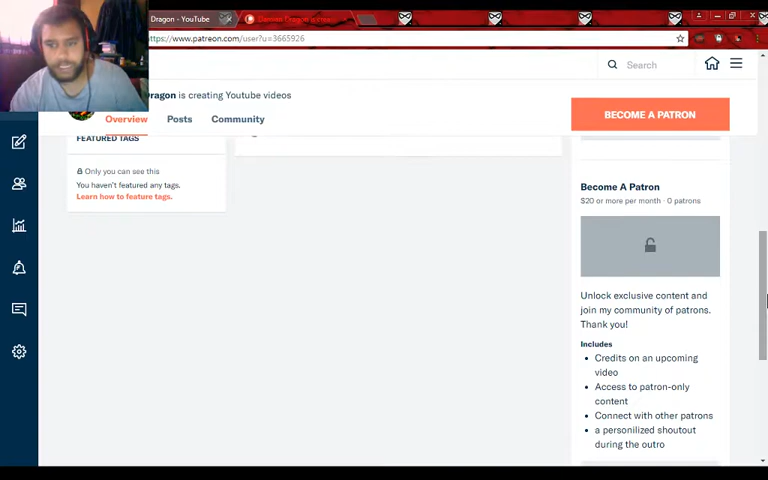 Dragon - YouTube
Damien Dragon is crea
https://www.patreon.com/user?u=3665926
Search
Dragon is creating Youtube videos
Overview
Posts
Community
BECOME A PATRON
FEATURED TAGS
Only you can see this
You haven't featured any tags.
Learn how to feature tags.
Become A Patron
$20 or more per month · 0 patrons
Unlock exclusive content and
join my community of patrons.
Thank you!
Includes
• Credits on an upcoming
video
• Access to patron-only
content
• Connect with other patrons
• a personilized shoutout
during the outro